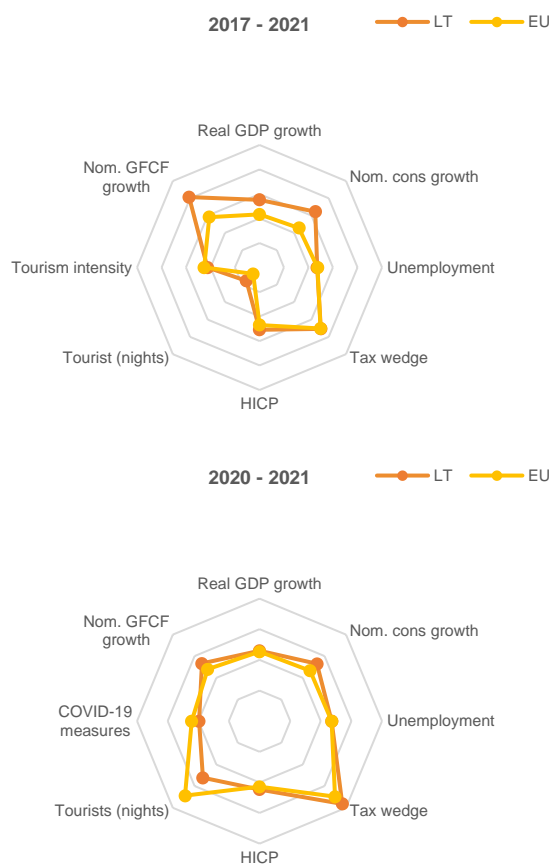 2017 - 2021
LT
EU
Real GDP growth
Nom. GFCF
growth
Nom. cons growth
Tourism intensity
Unemployment
Tourist (nights)
Tax wedge
HICP
2020 - 2021
LT
EU
Real GDP growth
Nom. GFCF
growth
Nom. cons growth
COVID-19
measures
Unemployment
Tourists (nights)
Tax wedge
HICP